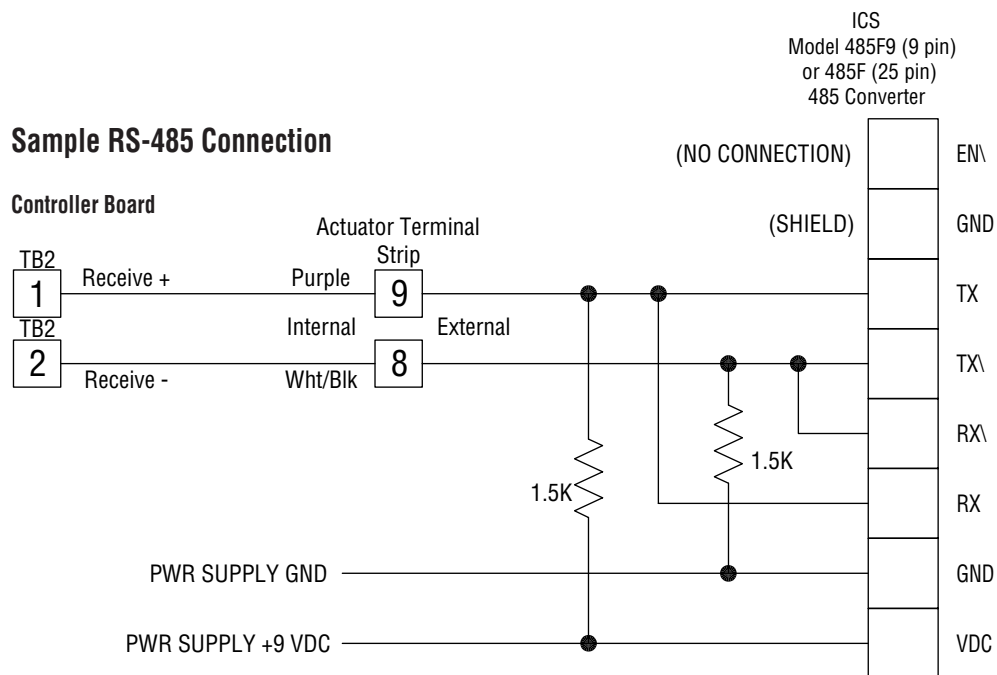 ICS
Model 485F9 (9 pin)
or 485F (25 pin)
485 Converter
Sample RS-485 Connection
(NO CONNECTION)
EN\
Controller Board
(SHIELD)
GND
Actuator Terminal
Strip
TB2
1
Receive +
Purple
9
TX
TB2
Internal
External
2
Receive -
Wht/Blk
8
TX\
RX\
1.5K
1.5K
RX
PWR SUPPLY GND
GND
PWR SUPPLY +9 VDC
VDC